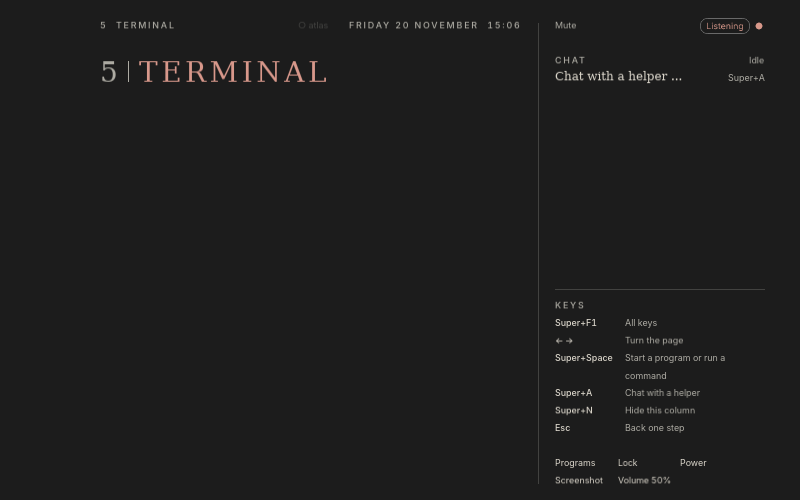 5 TERMINAL
atlas
FRIDAY 20 NOVEMBER 15:06
5 TERMINAL
Mute
Listening
CHAT
Idle
Chat with a helper ...
Super+A
KEYS
Super+F1 All keys
← → Turn the page
Super+Space Start a program or run a
command
Super+A Chat with a helper
Super+N Hide this column
Esc Back one step
Programs Lock Power
Screenshot Volume 50%